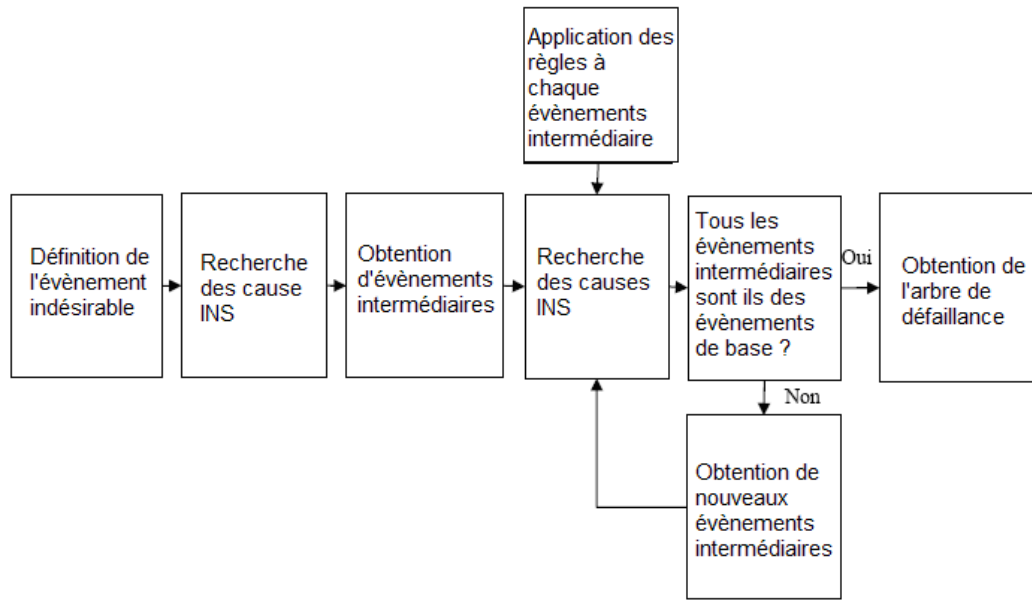 Application des
règles à
chaque
évènements
intermédiaire
Définition de
l'évènement
indésirable
Recherche
des cause
INS
Obtention
d'évènements
intermédiaires
Recherche
des causes
INS
Tous les
évènements
intermédiaires
sont ils des
évènements
de base ?
Oui
Obtention de
l'arbre de
défaillance
Non
Obtention de
nouveaux
évènements
intermédiaires